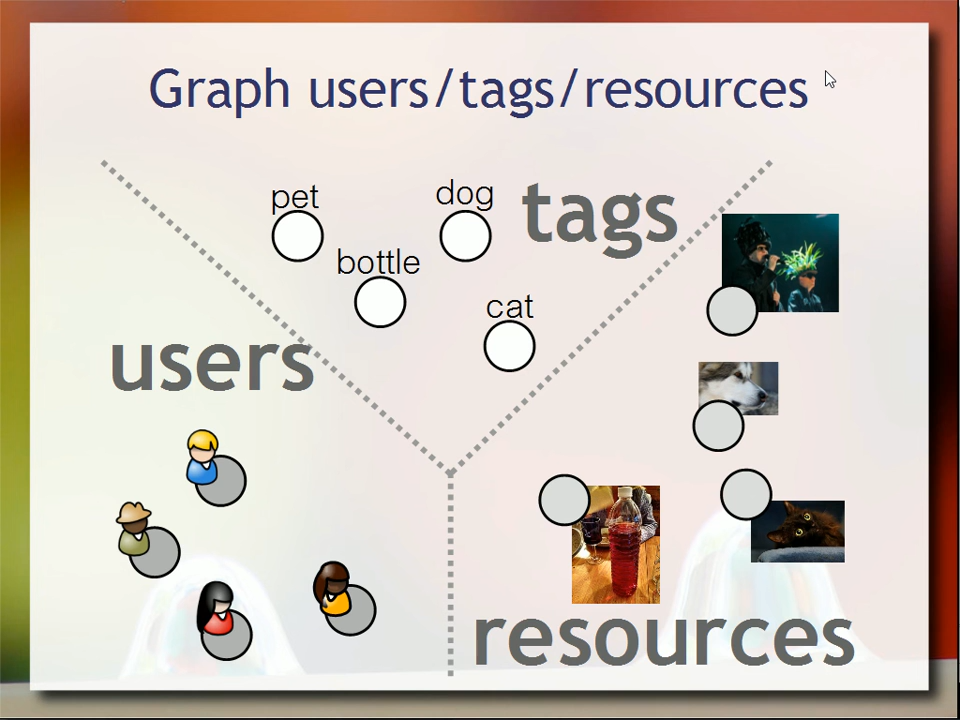 Graph users/tags/resources
pet
dog
tags
bottle
cat
users
resources